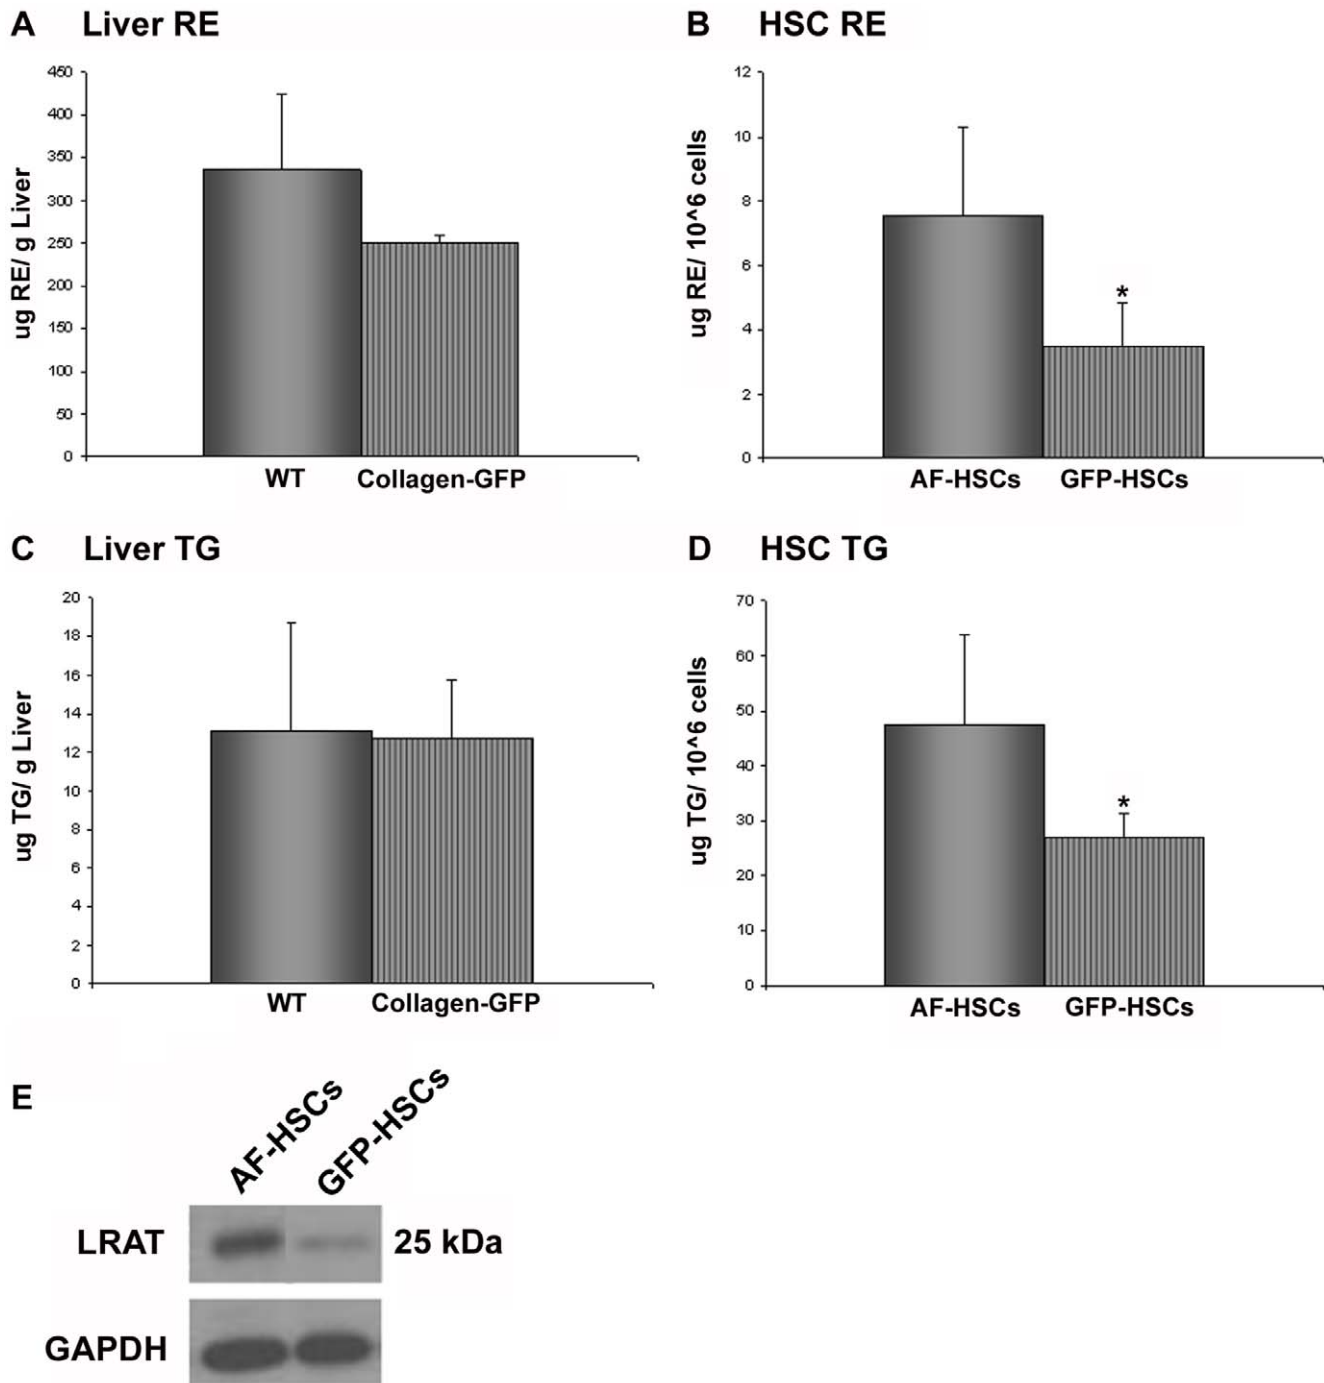 A Liver RE
450
400
350
300
250
200
150
100
50
0
ug RE/ g Liver
WT Collagen-GFP
B HSC RE
12
10
8
6
4
2
0
ug RE/ 10^6 cells
*
AF-HSCs GFP-HSCs
C Liver TG
20
18
16
14
12
10
8
6
4
2
0
ug TG/ g Liver
WT Collagen-GFP
D HSC TG
70
60
50
40
30
20
10
0
ug TG/ 10^6 cells
*
AF-HSCs GFP-HSCs
E
AF-HSCs
GFP-HSCs
LRAT 25 kDa
GAPDH